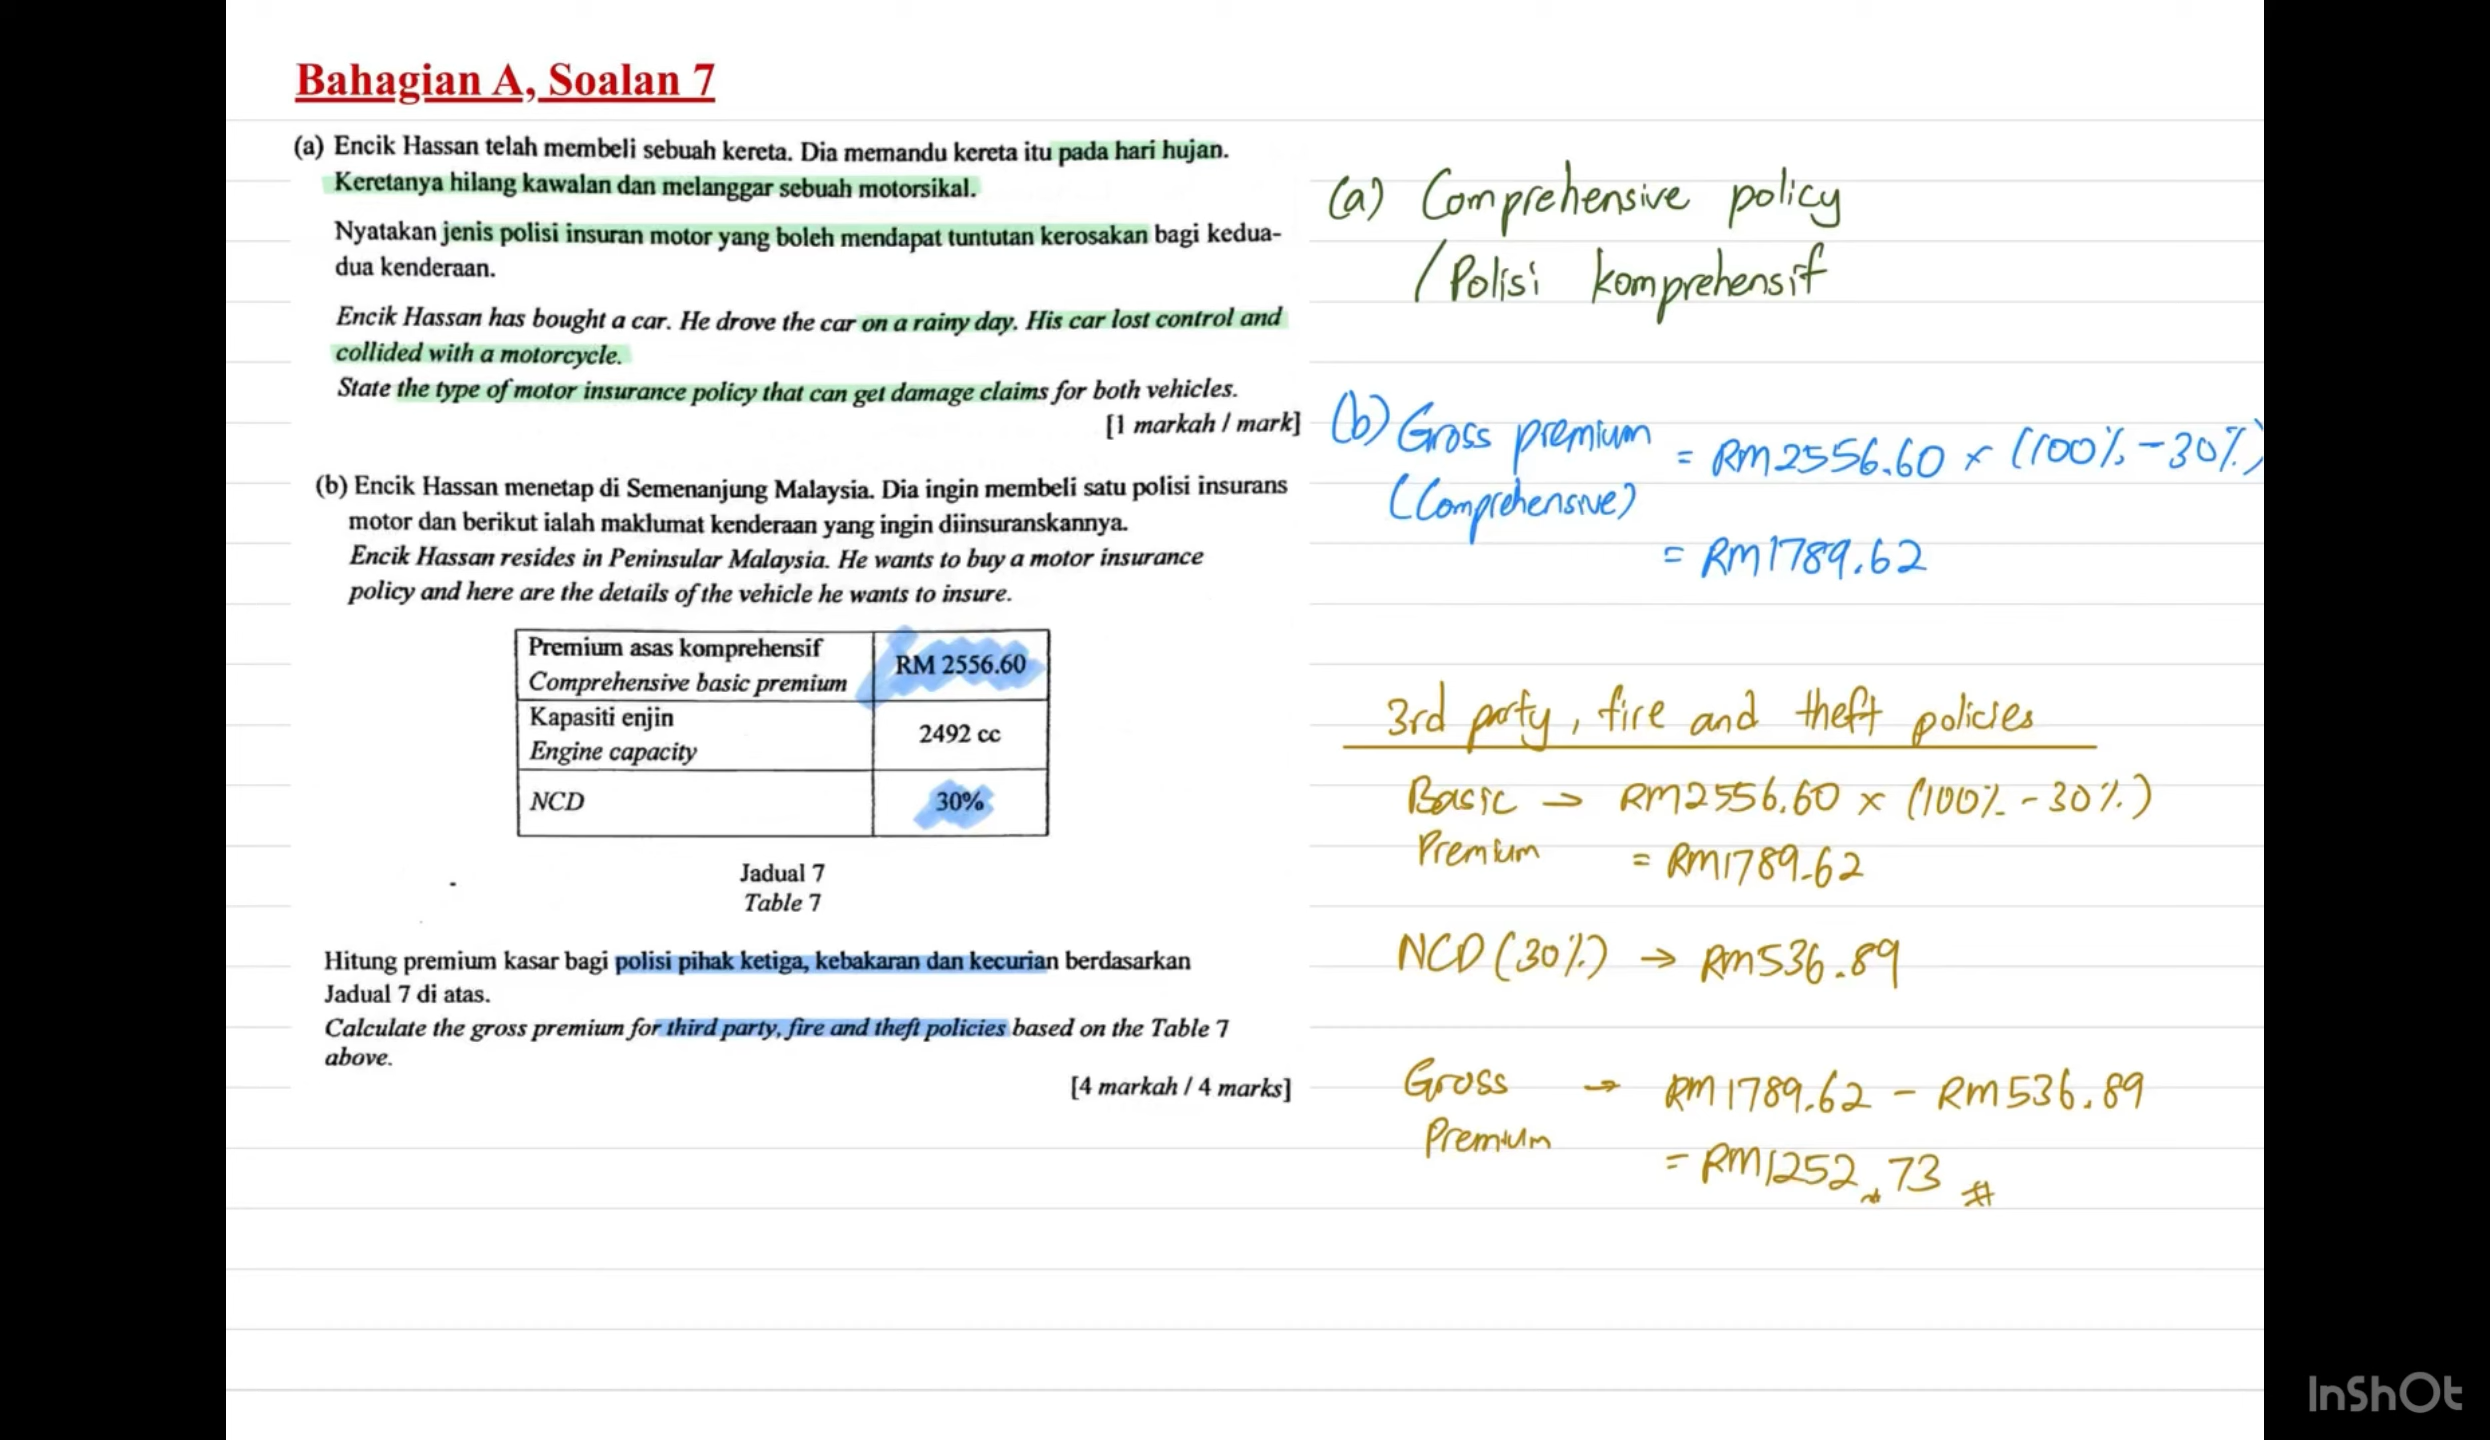 Bahagian A, Soalan 7
(a) Encik Hassan telah membeli sebuah kereta. Dia memandu kereta itu pada hari hujan.
Keretanya hilang kawalan dan melanggar sebuah motorsikal.
Nyatakan jenis polisi insuran motor yang boleh mendapat tuntutan kerosakan bagi kedua-
dua kenderaan.
Encik Hassan has bought a car. He drove the car on a rainy day. His car lost control and
collided with a motorcycle.
State the type of motor insurance policy that can get damage claims for both vehicles.
[1 markah / mark]
(b) Encik Hassan menetap di Semenanjung Malaysia. Dia ingin membeli satu polisi insurans
motor dan berikut ialah maklumat kenderaan yang ingin diinsuranskannya.
Encik Hassan resides in Peninsular Malaysia. He wants to buy a motor insurance
policy and here are the details of the vehicle he wants to insure.
Premium asas komprehensif
Comprehensive basic premium
RM 2556.60
Kapasiti enjin
Engine capacity
2492 cc
NCD
30%
Jadual 7
Table 7
Hitung premium kasar bagi polisi pihak ketiga, kebakaran dan kecurian berdasarkan
Jadual 7 di atas.
Calculate the gross premium for third party, fire and theft policies based on the Table 7
above.
[4 markah / 4 marks]
(a) Comprehensive policy
/ Polisi komprehensif
(b) Gross premium = RM2556.60 × (100% - 30%)
(Comprehensive)
= RM1789.62
3rd party, fire and theft policies
Basic → RM2556.60 × (100% - 30%)
Premium = RM1789.62
NCD (30%) → RM536.89
Gross → RM1789.62 - RM536.89
Premium
= RM1252.73 #
InShOt